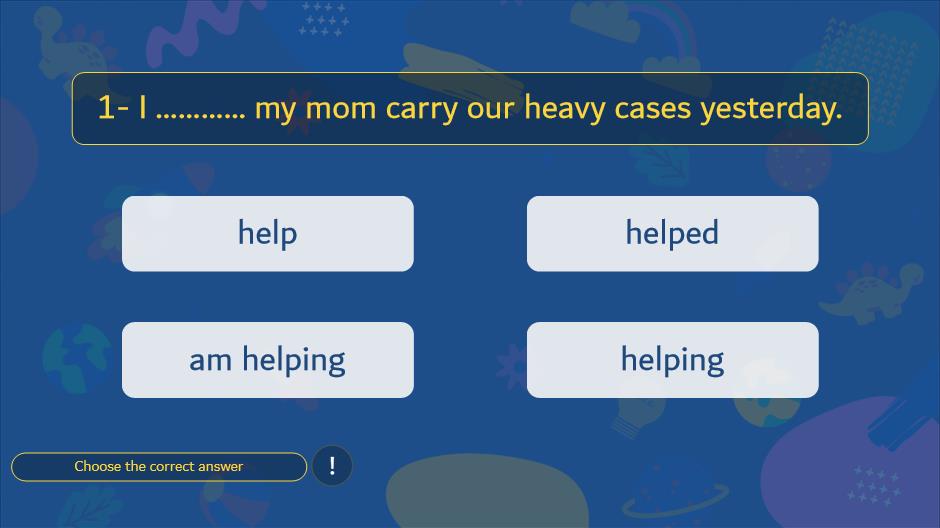 1- I ............ my mom carry our heavy cases yesterday.
help
helped
am helping
helping
Choose the correct answer
!